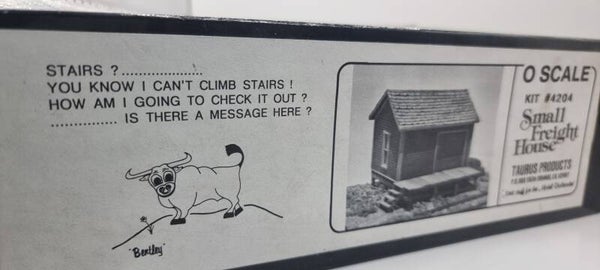 STAIRS ?....................
YOU KNOW I CAN'T CLIMB STAIRS !
HOW AM I GOING TO CHECK IT OUT ?
................ IS THERE A MESSAGE HERE ?
"Bentley"
O SCALE
KIT #4204
Small
Freight
House
TAURUS PRODUCTS